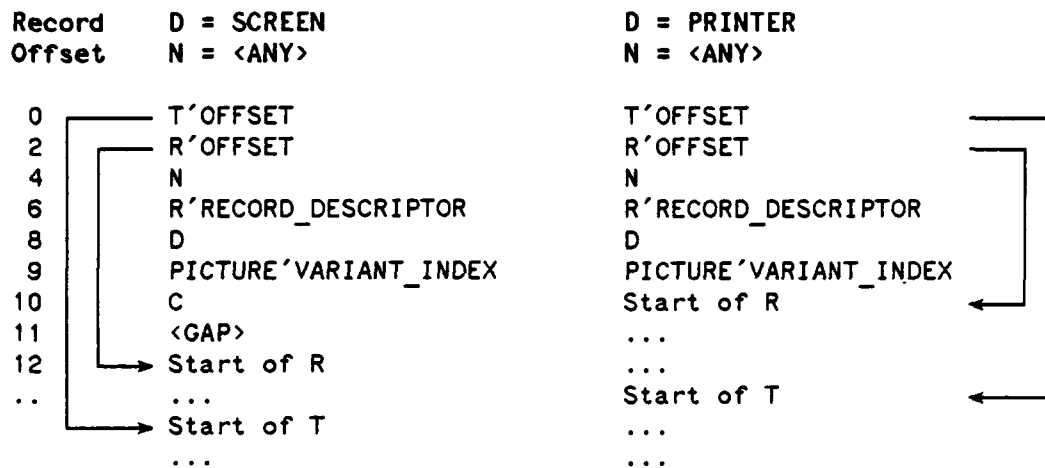 Record D = SCREEN D = PRINTER
Offset N = <ANY> N = <ANY>
0 T´OFFSET T´OFFSET
2 R´OFFSET R´OFFSET
4 N N
6 R´RECORD_DESCRIPTOR R´RECORD_DESCRIPTOR
8 D D
9 PICTURE´VARIANT_INDEX PICTURE´VARIANT_INDEX
10 C Start of R
11 <GAP> ...
12 Start of R ...
.. ... Start of T
Start of T ...
... ...